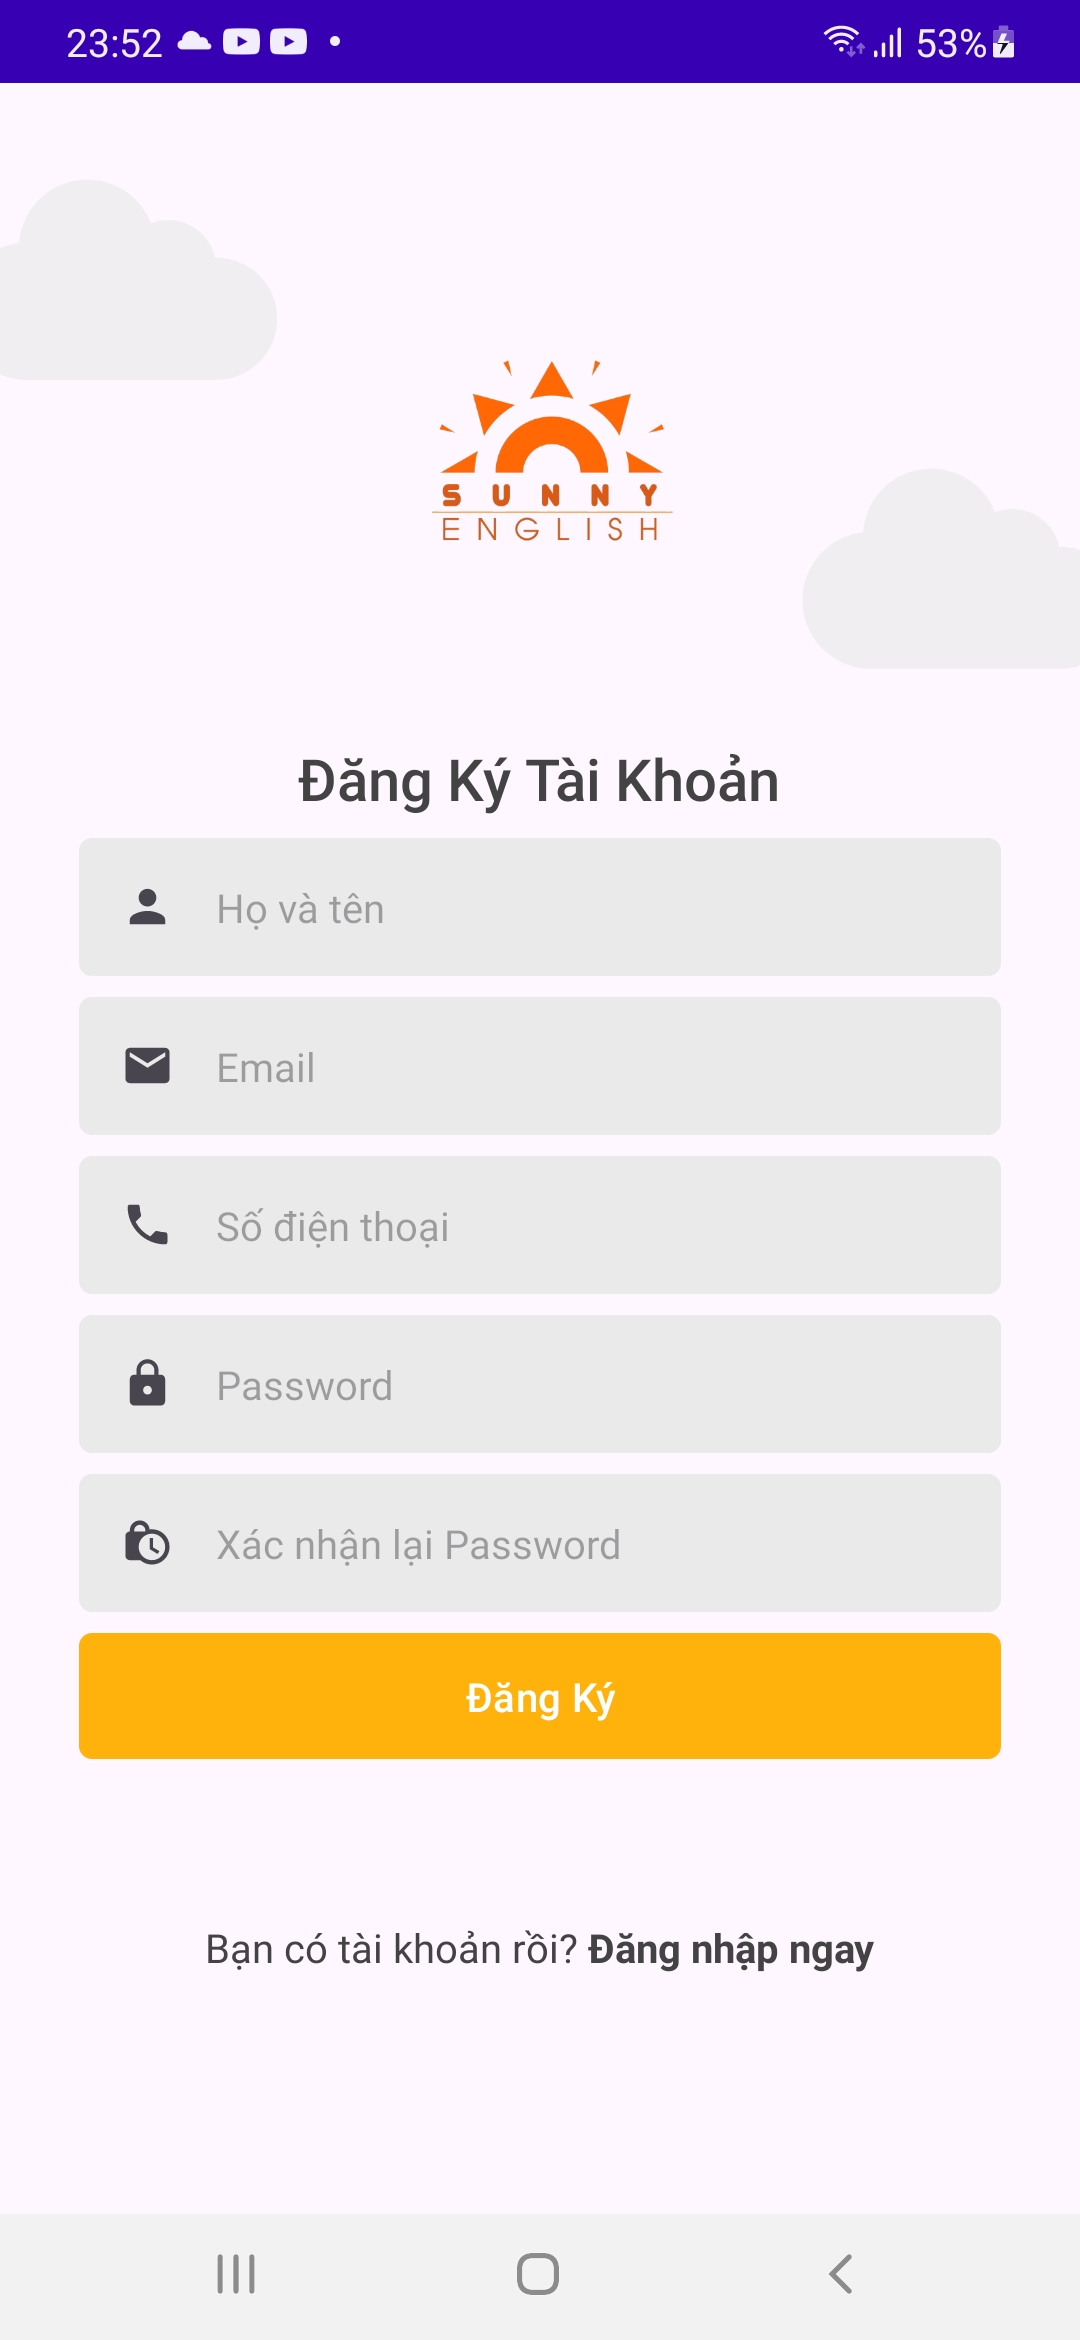 23:52 53%
SUNNY
ENGLISH
Đăng Ký Tài Khoản
Họ và tên
Email
Số điện thoại
Password
Xác nhận lại Password
Đăng Ký
Bạn có tài khoản rồi? Đăng nhập ngay